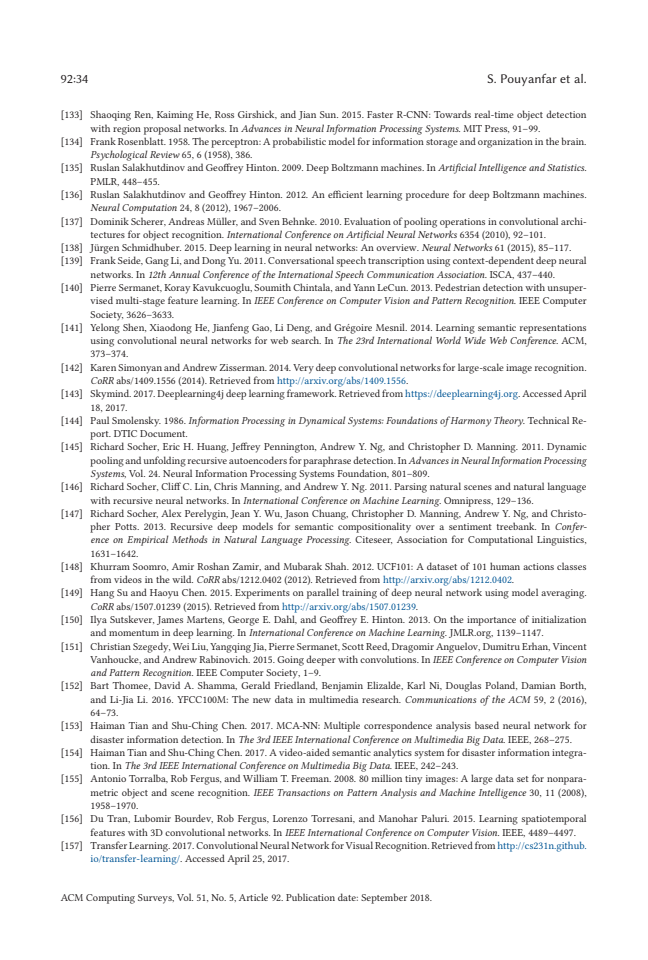 92:34 S. Pouyanfar et al.
[133] Shaoqing Ren, Kaiming He, Ross Girshick, and Jian Sun. 2015. Faster R-CNN: Towards real-time object detection
with region proposal networks. In Advances in Neural Information Processing Systems. MIT Press, 91–99.
[134] Frank Rosenblatt. 1958. The perceptron: A probabilistic model for information storage and organization in the brain.
Psychological Review 65, 6 (1958), 386.
[135] Ruslan Salakhutdinov and Geoffrey Hinton. 2009. Deep Boltzmann machines. In Artificial Intelligence and Statistics.
PMLR, 448–455.
[136] Ruslan Salakhutdinov and Geoffrey Hinton. 2012. An efficient learning procedure for deep Boltzmann machines.
Neural Computation 24, 8 (2012), 1967–2006.
[137] Dominik Scherer, Andreas Müller, and Sven Behnke. 2010. Evaluation of pooling operations in convolutional archi-
tectures for object recognition. International Conference on Artificial Neural Networks 6354 (2010), 92–101.
[138] Jürgen Schmidhuber. 2015. Deep learning in neural networks: An overview. Neural Networks 61 (2015), 85–117.
[139] Frank Seide, Gang Li, and Dong Yu. 2011. Conversational speech transcription using context-dependent deep neural
networks. In 12th Annual Conference of the International Speech Communication Association. ISCA, 437–440.
[140] Pierre Sermanet, Koray Kavukcuoglu, Soumith Chintala, and Yann LeCun. 2013. Pedestrian detection with unsuper-
vised multi-stage feature learning. In IEEE Conference on Computer Vision and Pattern Recognition. IEEE Computer
Society, 3626–3633.
[141] Yelong Shen, Xiaodong He, Jianfeng Gao, Li Deng, and Grégoire Mesnil. 2014. Learning semantic representations
using convolutional neural networks for web search. In The 23rd International World Wide Web Conference. ACM,
373–374.
[142] Karen Simonyan and Andrew Zisserman. 2014. Very deep convolutional networks for large-scale image recognition.
CoRR abs/1409.1556 (2014). Retrieved from http://arxiv.org/abs/1409.1556.
[143] Skymind. 2017. Deeplearning4j deep learning framework. Retrieved from https://deeplearning4j.org. Accessed April
18, 2017.
[144] Paul Smolensky. 1986. Information Processing in Dynamical Systems: Foundations of Harmony Theory. Technical Re-
port. DTIC Document.
[145] Richard Socher, Eric H. Huang, Jeffrey Pennington, Andrew Y. Ng, and Christopher D. Manning. 2011. Dynamic
pooling and unfolding recursive autoencoders for paraphrase detection. In Advances in Neural Information Processing
Systems, Vol. 24. Neural Information Processing Systems Foundation, 801–809.
[146] Richard Socher, Cliff C. Lin, Chris Manning, and Andrew Y. Ng. 2011. Parsing natural scenes and natural language
with recursive neural networks. In International Conference on Machine Learning. Omnipress, 129–136.
[147] Richard Socher, Alex Perelygin, Jean Y. Wu, Jason Chuang, Christopher D. Manning, Andrew Y. Ng, and Christo-
pher Potts. 2013. Recursive deep models for semantic compositionality over a sentiment treebank. In Confer-
ence on Empirical Methods in Natural Language Processing. Citeseer, Association for Computational Linguistics,
1631–1642.
[148] Khurram Soomro, Amir Roshan Zamir, and Mubarak Shah. 2012. UCF101: A dataset of 101 human actions classes
from videos in the wild. CoRR abs/1212.0402 (2012). Retrieved from http://arxiv.org/abs/1212.0402.
[149] Hang Su and Haoyu Chen. 2015. Experiments on parallel training of deep neural network using model averaging.
CoRR abs/1507.01239 (2015). Retrieved from http://arxiv.org/abs/1507.01239.
[150] Ilya Sutskever, James Martens, George E. Dahl, and Geoffrey E. Hinton. 2013. On the importance of initialization
and momentum in deep learning. In International Conference on Machine Learning. JMLR.org, 1139–1147.
[151] Christian Szegedy, Wei Liu, Yangqing Jia, Pierre Sermanet, Scott Reed, Dragomir Anguelov, Dumitru Erhan, Vincent
Vanhoucke, and Andrew Rabinovich. 2015. Going deeper with convolutions. In IEEE Conference on Computer Vision
and Pattern Recognition. IEEE Computer Society, 1–9.
[152] Bart Thomee, David A. Shamma, Gerald Friedland, Benjamin Elizalde, Karl Ni, Douglas Poland, Damian Borth,
and Li-Jia Li. 2016. YFCC100M: The new data in multimedia research. Communications of the ACM 59, 2 (2016),
64–73.
[153] Haiman Tian and Shu-Ching Chen. 2017. MCA-NN: Multiple correspondence analysis based neural network for
disaster information detection. In The 3rd IEEE International Conference on Multimedia Big Data. IEEE, 268–275.
[154] Haiman Tian and Shu-Ching Chen. 2017. A video-aided semantic analytics system for disaster information integra-
tion. In The 3rd IEEE International Conference on Multimedia Big Data. IEEE, 242–243.
[155] Antonio Torralba, Rob Fergus, and William T. Freeman. 2008. 80 million tiny images: A large data set for nonpara-
metric object and scene recognition. IEEE Transactions on Pattern Analysis and Machine Intelligence 30, 11 (2008),
1958–1970.
[156] Du Tran, Lubomir Bourdev, Rob Fergus, Lorenzo Torresani, and Manohar Paluri. 2015. Learning spatiotemporal
features with 3D convolutional networks. In IEEE International Conference on Computer Vision. IEEE, 4489–4497.
[157] Transfer Learning. 2017. Convolutional Neural Network for Visual Recognition. Retrieved from http://cs231n.github.
io/transfer-learning/. Accessed April 25, 2017.
ACM Computing Surveys, Vol. 51, No. 5, Article 92. Publication date: September 2018.